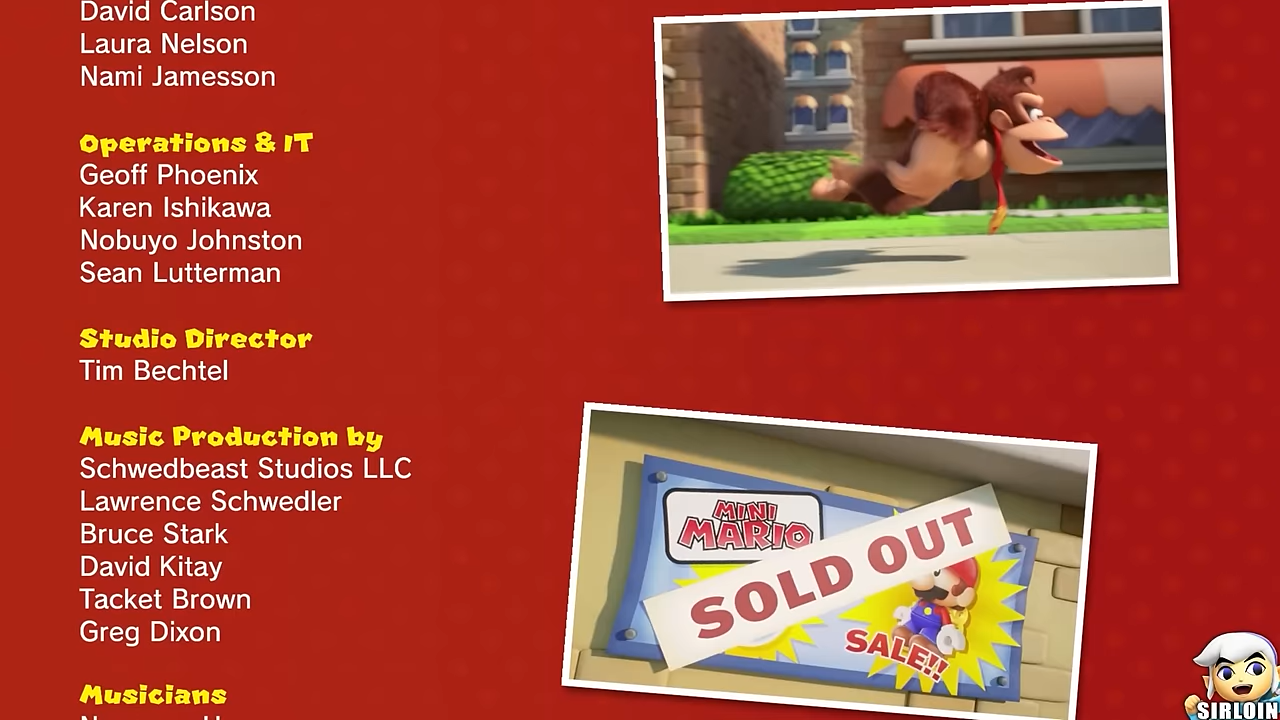 David Carlson
Laura Nelson
Nami Jamesson
Operations & IT
Geoff Phoenix
Karen Ishikawa
Nobuyo Johnston
Sean Lutterman
Studio Director
Tim Bechtel
Music Production by
Schwedbeast Studios LLC
Lawrence Schwedler
Bruce Stark
David Kitay
Tacket Brown
Greg Dixon
Musicians
MINI
MARIO
SOLD OUT
SALE!!
SIRLOIN